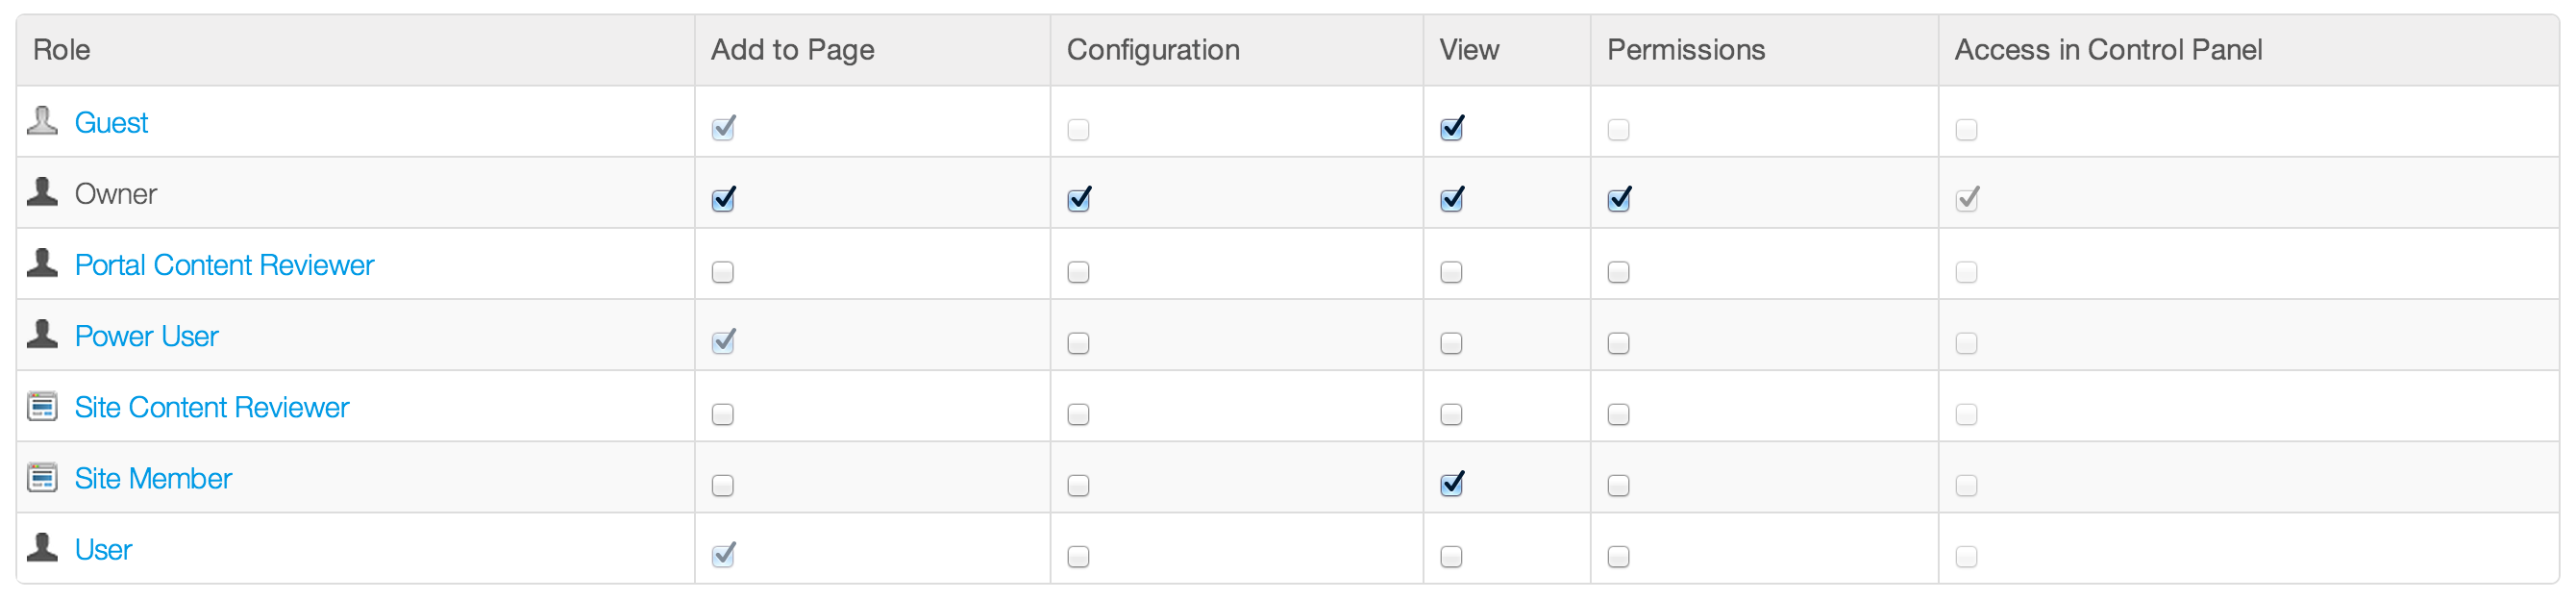 Role Add to Page Configuration View Permissions Access in Control Panel
Guest
Owner
Portal Content Reviewer
Power User
Site Content Reviewer
Site Member
User